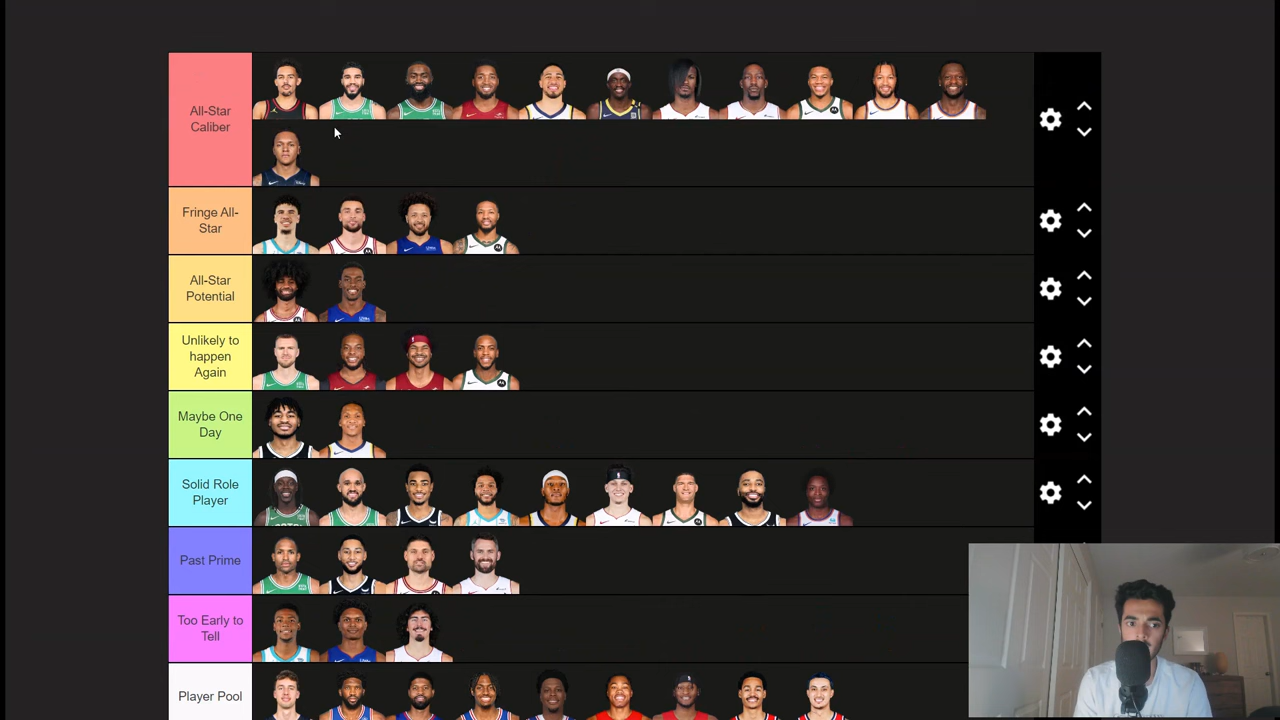 All-Star
Caliber
Fringe All-
Star
All-Star
Potential
Unlikely to
happen
Again
Maybe One
Day
Solid Role
Player
Past Prime
Too Early to
Tell
Player Pool